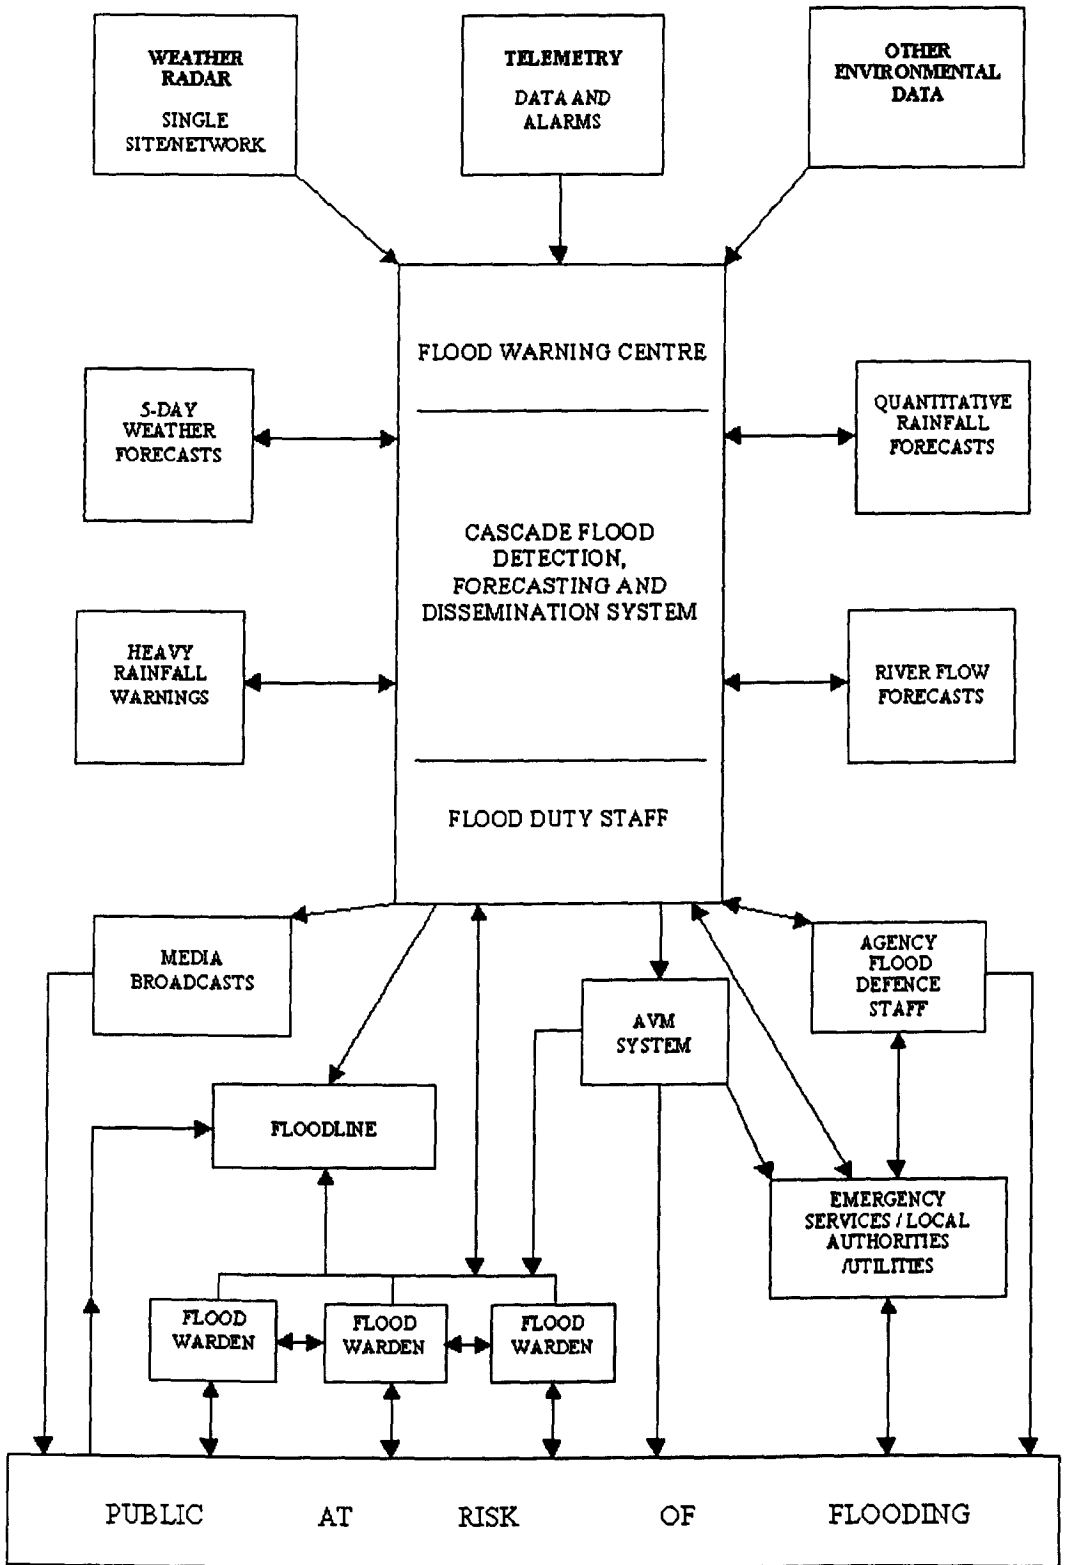 WEATHER
RADAR
SINGLE
SITE/NETWORK
TELEMETRY
DATA AND
ALARMS
OTHER
ENVIRONMENTAL
DATA
FLOOD WARNING CENTRE
5-DAY
WEATHER
FORECASTS
QUANTITATIVE
RAINFALL
FORECASTS
CASCADE FLOOD
DETECTION,
FORECASTING AND
DISSEMINATION SYSTEM
HEAVY
RAINFALL
WARNINGS
RIVER FLOW
FORECASTS
FLOOD DUTY STAFF
MEDIA
BROADCASTS
AGENCY
FLOOD
DEFENCE
STAFF
AVM
SYSTEM
FLOODLINE
EMERGENCY
SERVICES / LOCAL
AUTHORITIES
/UTILITIES
FLOOD
WARDEN
FLOOD
WARDEN
FLOOD
WARDEN
PUBLIC AT RISK OF FLOODING